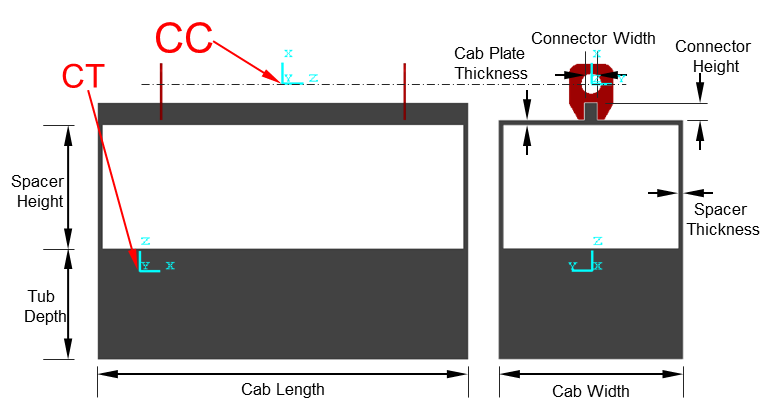 CC
CT
X
Y Z
Cab Plate
Thickness
Connector Width
Connector
Height
X
Y
Spacer
Height
Spacer
Thickness
Z
Y X
Z
Y X
Tub
Depth
Cab Length
Cab Width